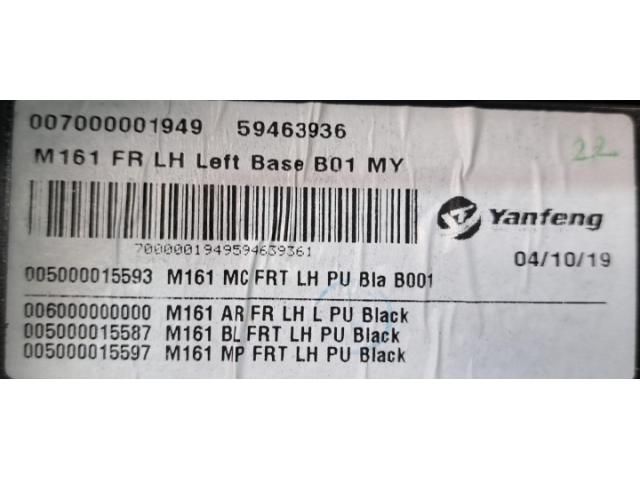 007000001949 59463936
M161 FR LH Left Base B01 MY
22
Yanfeng
70000019495946393​61
04/10/19
005000015593 M161 MC FRT LH PU Bla B001
006000000000 M161 AR FR LH L PU Black
005000015587 M161 BL FRT LH PU Black
005000015597 M161 MP FRT LH PU Black